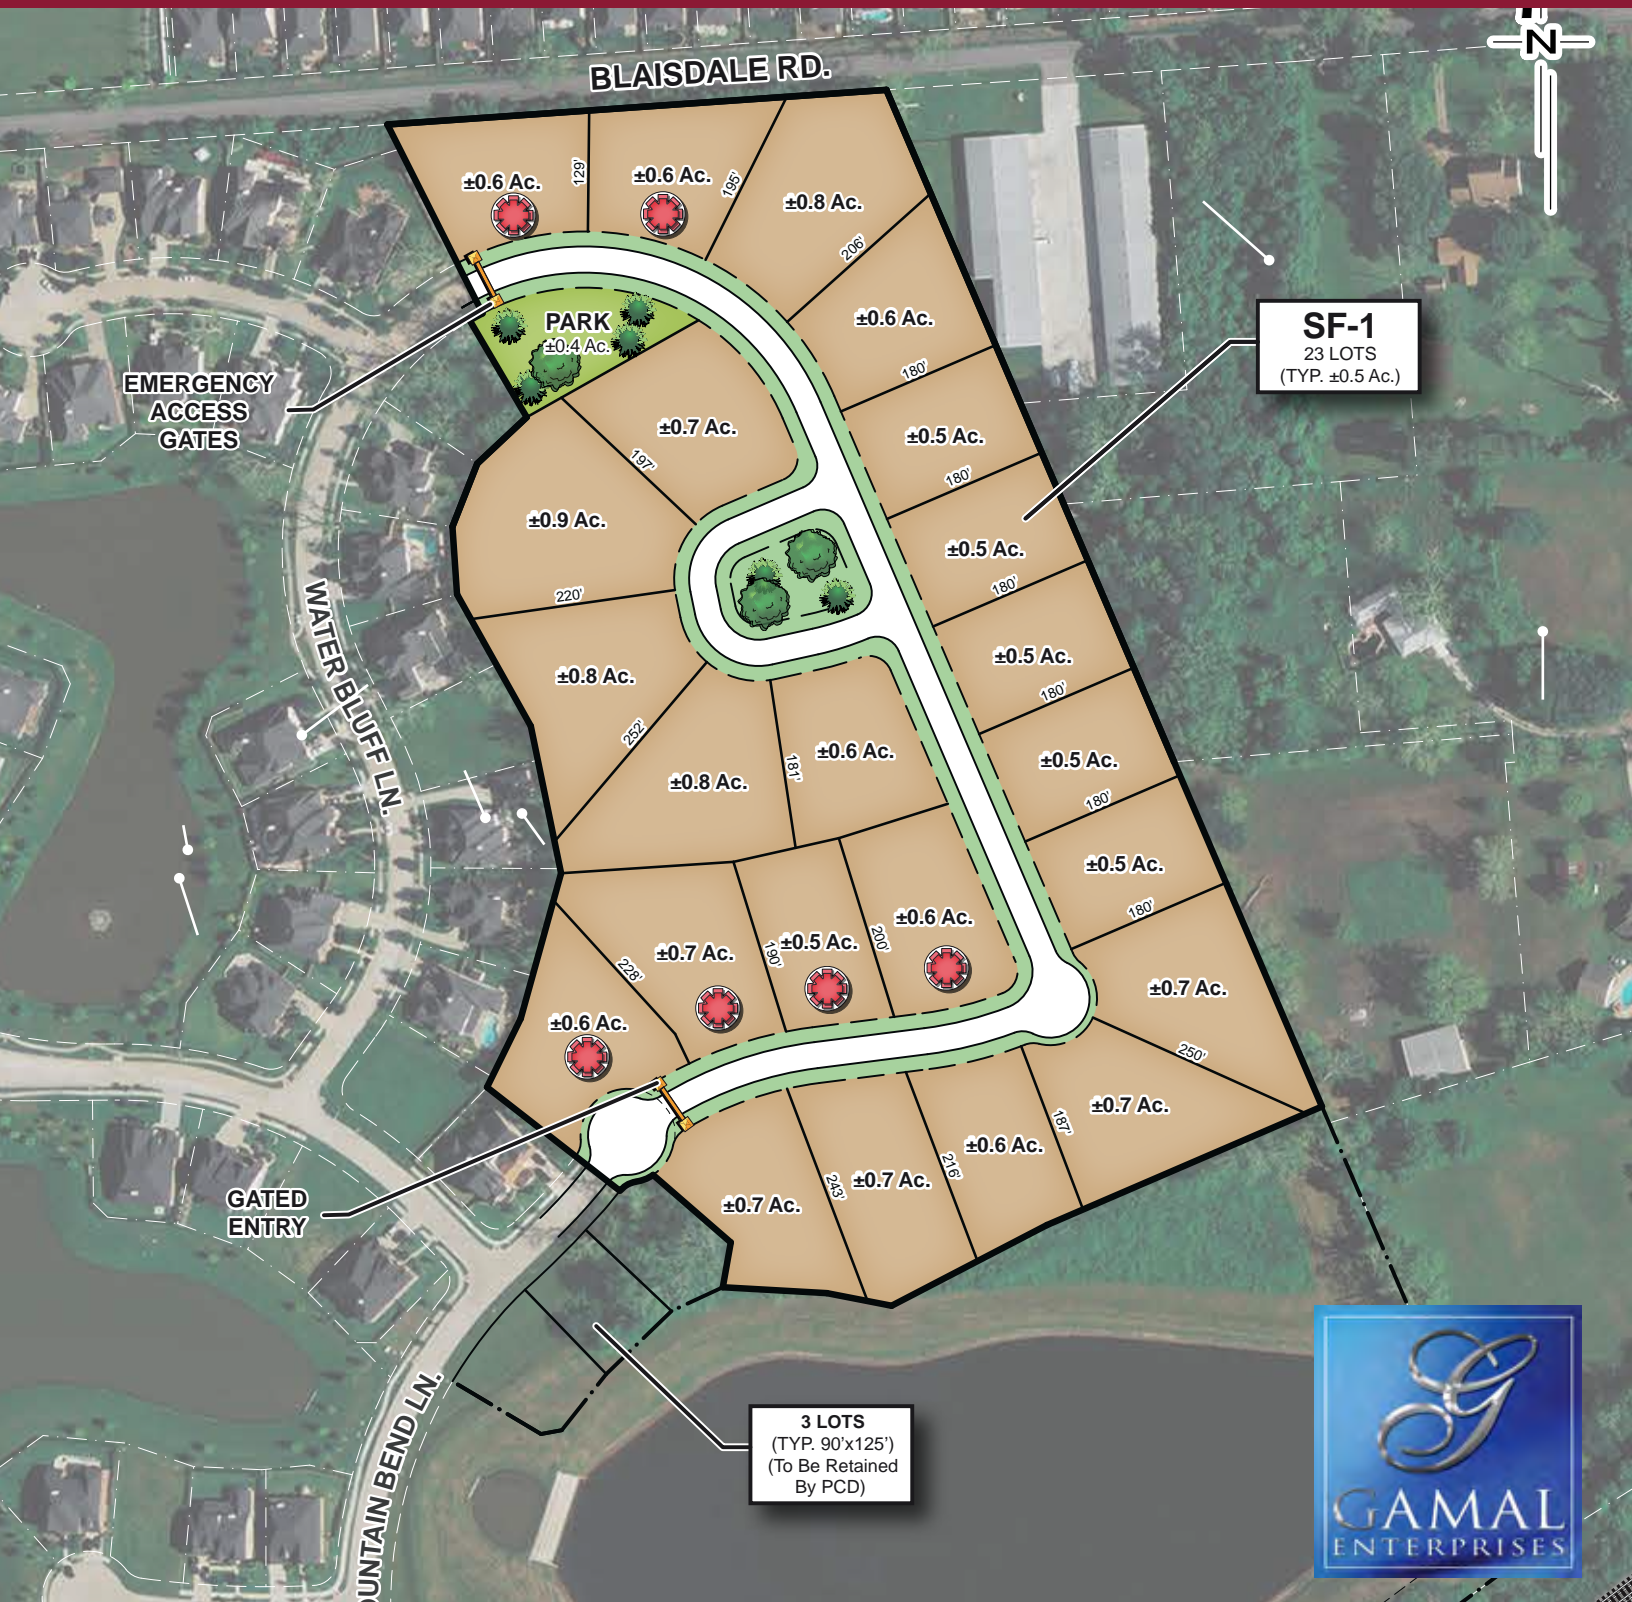 BLAISDALE RD.
N
±0.6 Ac.
129'
±0.6 Ac.
195'
±0.8 Ac.
206'
±0.6 Ac.
180'
PARK
±0.4 Ac.
EMERGENCY
ACCESS
GATES
SF-1
23 LOTS
(TYP. ±0.5 Ac.)
±0.7 Ac.
197'
±0.5 Ac.
180'
±0.9 Ac.
220'
±0.5 Ac.
180'
WATER BLUFF LN.
±0.8 Ac.
252'
±0.5 Ac.
180'
±0.8 Ac.
181'
±0.6 Ac.
±0.5 Ac.
180'
±0.5 Ac.
180'
±0.7 Ac.
228'
190'
±0.5 Ac.
200'
±0.6 Ac.
±0.7 Ac.
250'
±0.6 Ac.
±0.7 Ac.
187'
±0.6 Ac.
216'
±0.7 Ac.
243'
±0.7 Ac.
GATED
ENTRY
3 LOTS
(TYP. 90'x125')
(To Be Retained
By PCD)
UNTAIN BEND LN.
G
GAMAL
ENTERPRISES